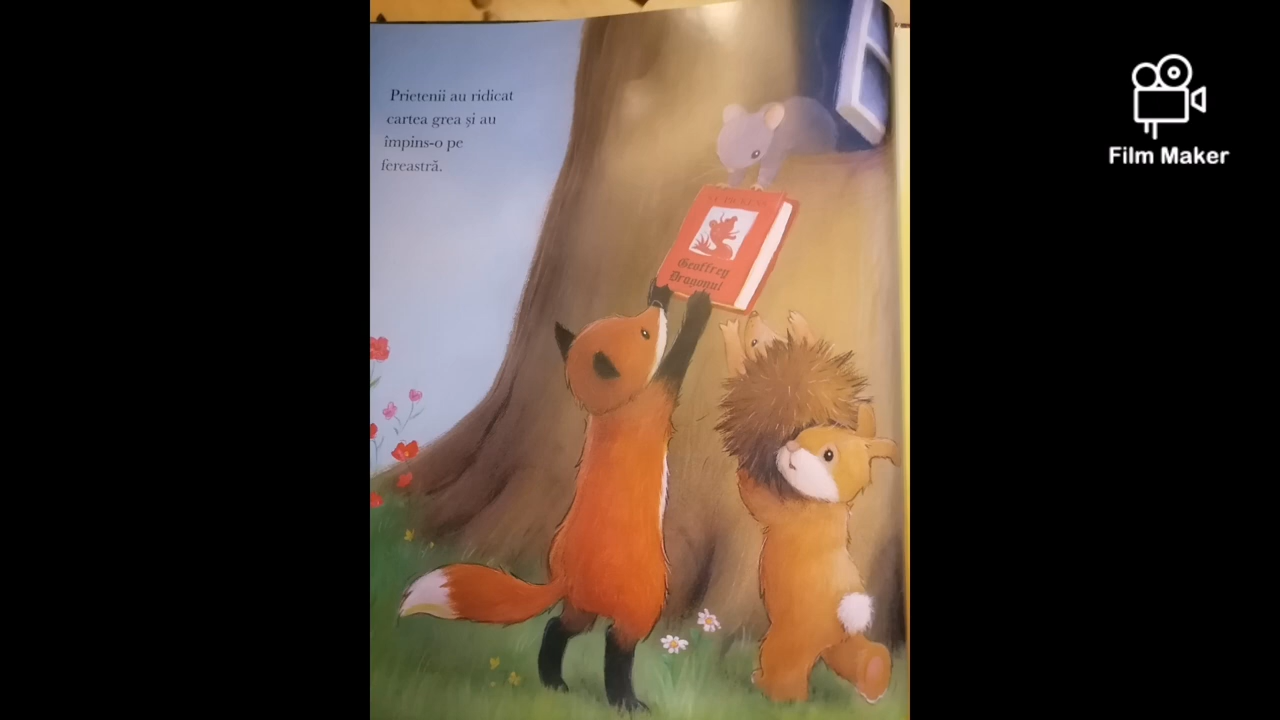 Prietenii au ridicat
cartea grea și au
împins-o pe
fereastră.
Geoffrey
Dragonul
Film Maker